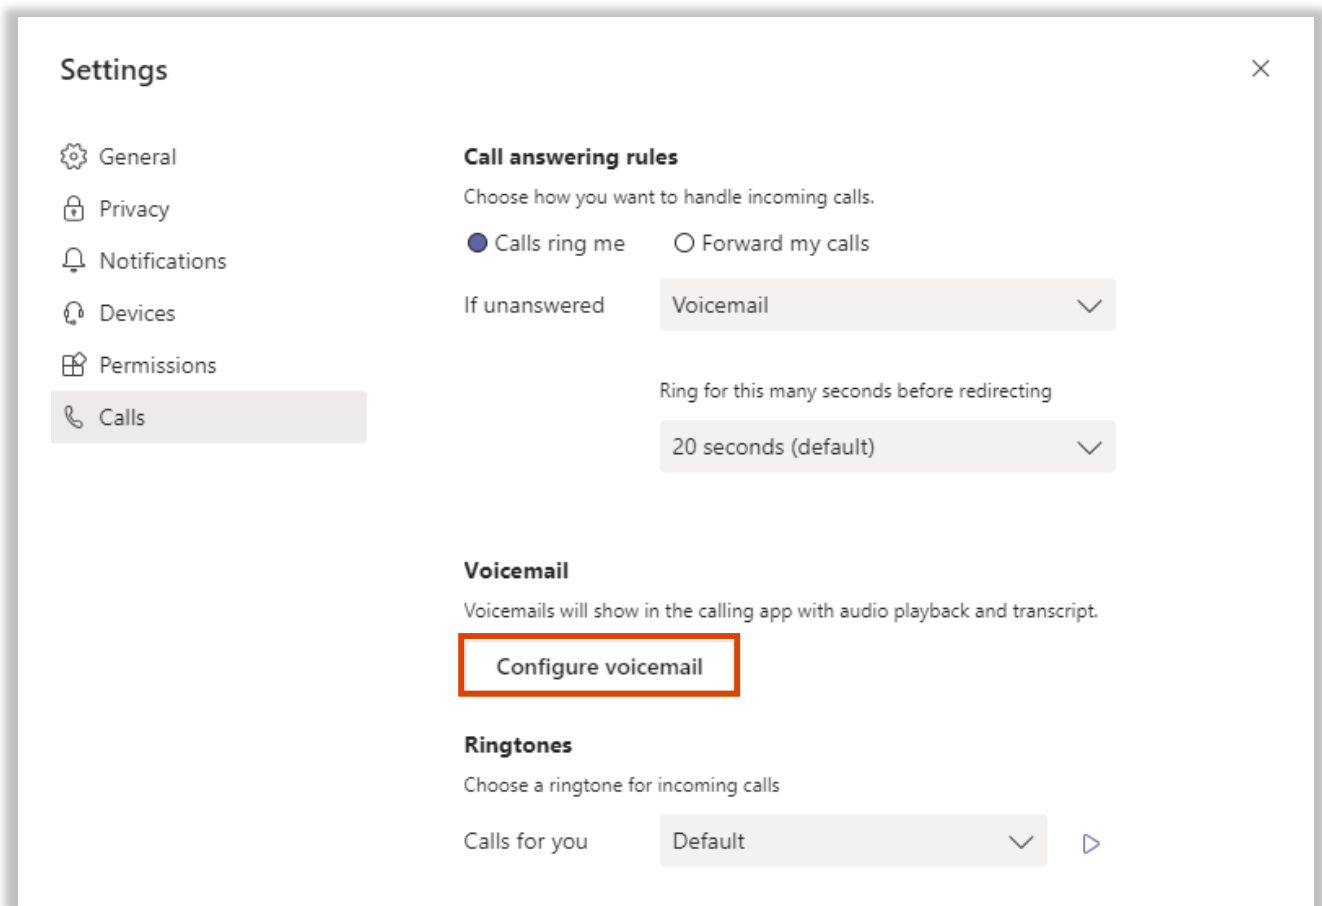 Settings
General
Privacy
Notifications
Devices
Permissions
Calls
Call answering rules
Choose how you want to handle incoming calls.
Calls ring me Forward my calls
If unanswered Voicemail
Ring for this many seconds before redirecting
20 seconds (default)
Voicemail
Voicemails will show in the calling app with audio playback and transcript.
Configure voicemail
Ringtones
Choose a ringtone for incoming calls
Calls for you Default